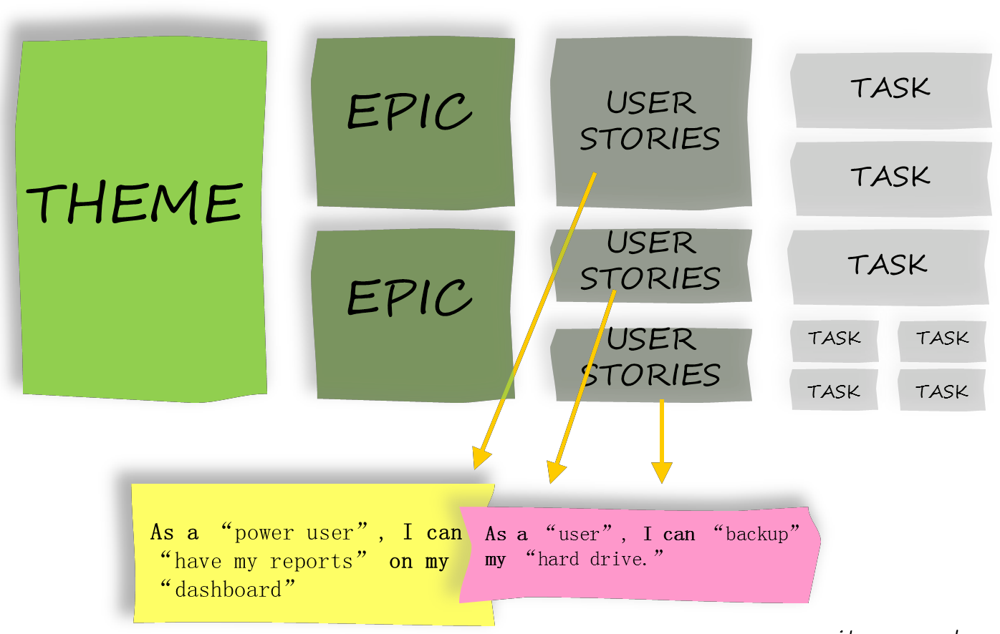 THEME
EPIC
EPIC
USER
STORIES
USER
STORIES
USER
STORIES
TASK
TASK
TASK
TASK
TASK
TASK
TASK
As a “power user”, I can
“have my reports” on my
“dashboard”
As a “user”, I can “backup”
my “hard drive.”